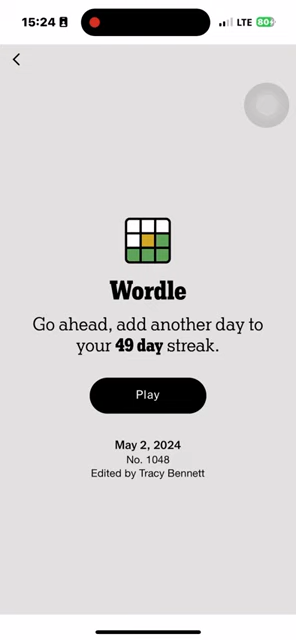 15:24
LTE
80
Wordle
Go ahead, add another day to
your 49 day streak.
Play
May 2, 2024
No. 1048
Edited by Tracy Bennett